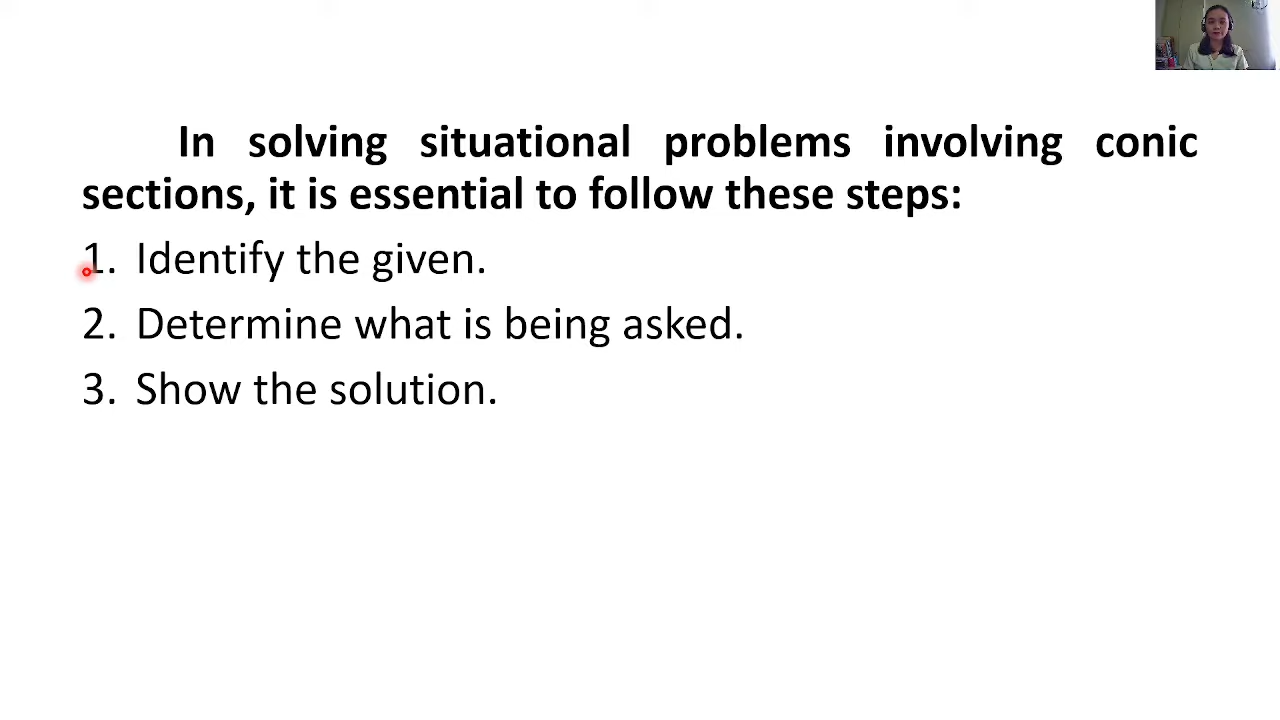 In solving situational problems involving conic
sections, it is essential to follow these steps:
1. Identify the given.
2. Determine what is being asked.
3. Show the solution.